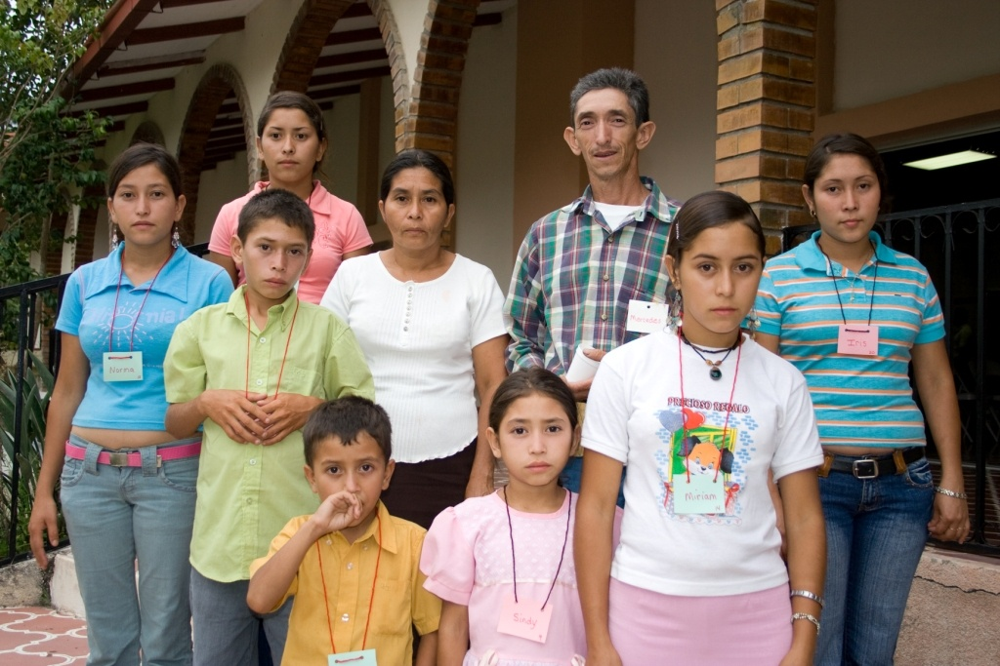 Norma
Mercedes
Iris
PRECIOSO REGALO
Miriam
Sindy